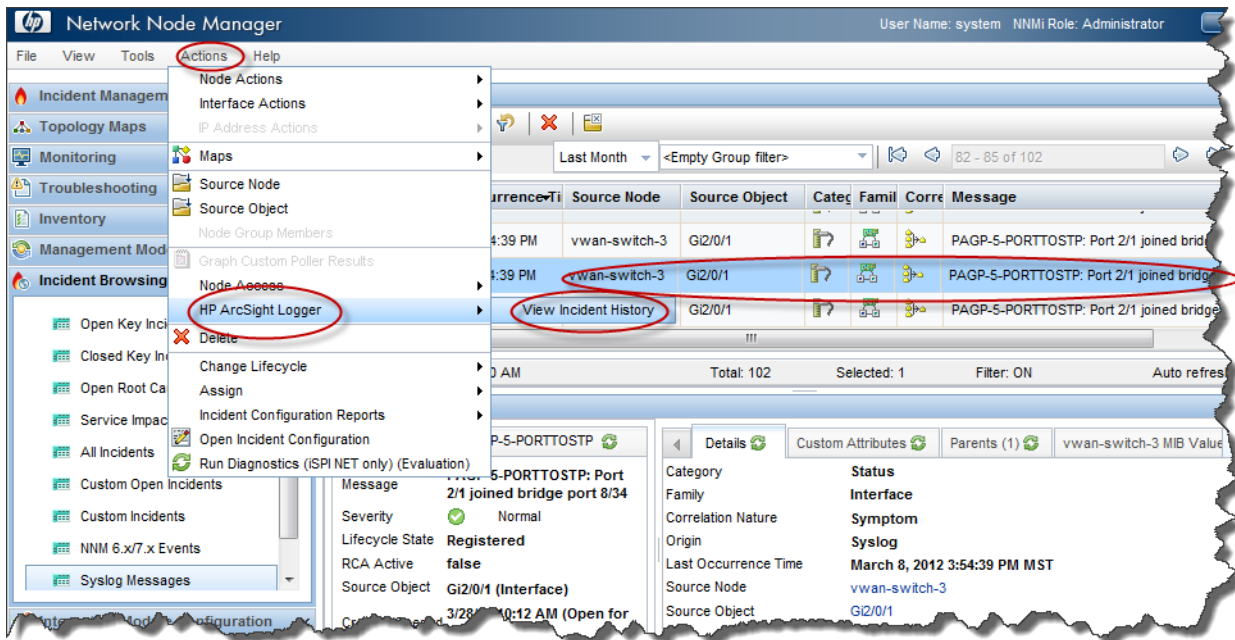 hp Network Node Manager
User Name: system NNMi Role: Administrator
File View Tools Actions Help
Incident Managem
Topology Maps
Monitoring
Troubleshooting
Inventory
Management Mod
Incident Browsing
Open Key Inci
Closed Key In
Open Root Ca
Service Impac
All Incidents
Custom Open Incidents
Custom Incidents
NNM 6.x/7.x Events
Syslog Messages
Node Actions
Interface Actions
IP Address Actions
Maps
Source Node
Source Object
Node Group Members
Graph Custom Poller Results
Node Access
HP ArcSight Logger
Delete
Change Lifecycle
Assign
Incident Configuration Reports
Open Incident Configuration
Run Diagnostics (iSPI NET only) (Evaluation)
View Incident History
Last Month <Empty Group filter> 82 - 85 of 102
urrence Ti Source Node Source Object Categ Famil Corre Message
4:39 PM vwan-switch-3 Gi2/0/1 PAGP-5-PORTTOSTP: Port 2/1 joined brid
4:39 PM vwan-switch-3 Gi2/0/1 PAGP-5-PORTTOSTP: Port 2/1 joined bridge
Gi2/0/1 PAGP-5-PORTTOSTP: Port 2/1 joined bridge
0 AM Total: 102 Selected: 1 Filter: ON Auto refres
P-5-PORTTOSTP
Message PAGP-5-PORTTOSTP: Port
2/1 joined bridge port 8/34
Severity Normal
Lifecycle State Registered
RCA Active false
Source Object Gi2/0/1 (Interface)
0:12 AM (Open for
Details Custom Attributes Parents (1) vwan-switch-3 MIB Value
Category Status
Family Interface
Correlation Nature Symptom
Origin Syslog
Last Occurrence Time March 8, 2012 3:54:39 PM MST
Source Node vwan-switch-3
Source Object Gi2/0/1